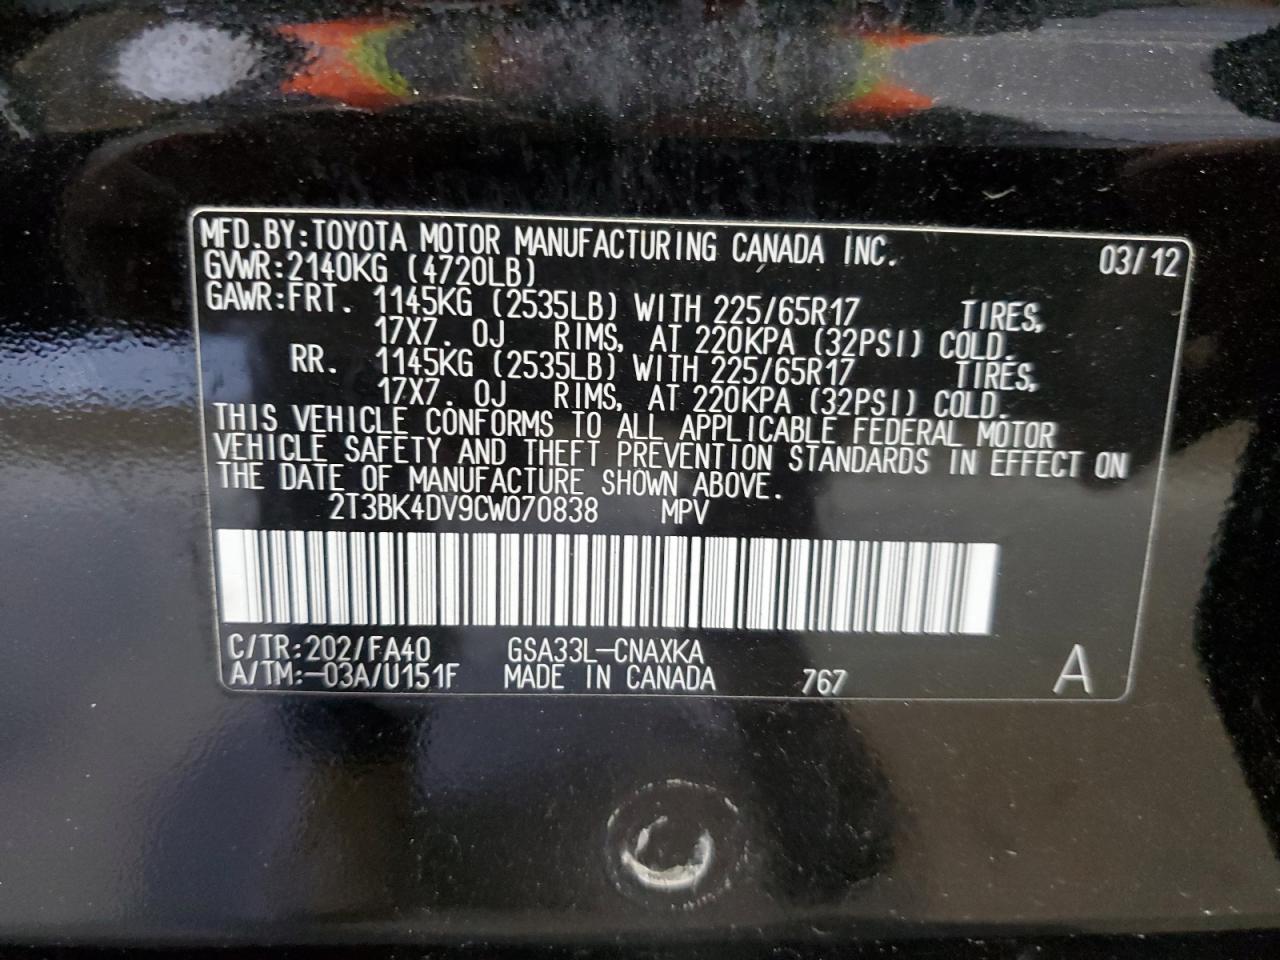 MFD.BY:TOYOTA MOTOR MANUFACTURING CANADA INC. 03/12
GVWR:2140KG (4720LB)
GAWR:FRT. 1145KG (2535LB) WITH 225/65R17 TIRES,
17X7.0J RIMS, AT 220KPA (32PSI) COLD.
RR. 1145KG (2535LB) WITH 225/65R17 TIRES,
17X7.0J RIMS, AT 220KPA (32PSI) COLD.
THIS VEHICLE CONFORMS TO ALL APPLICABLE FEDERAL MOTOR
VEHICLE SAFETY AND THEFT PREVENTION STANDARDS IN EFFECT ON
THE DATE OF MANUFACTURE SHOWN ABOVE.
2T3BK4DV9CW070838 MPV
C/TR:202/FA40 GSA33L-CNAXKA
A/TM:-03A/U151F MADE IN CANADA 767 A